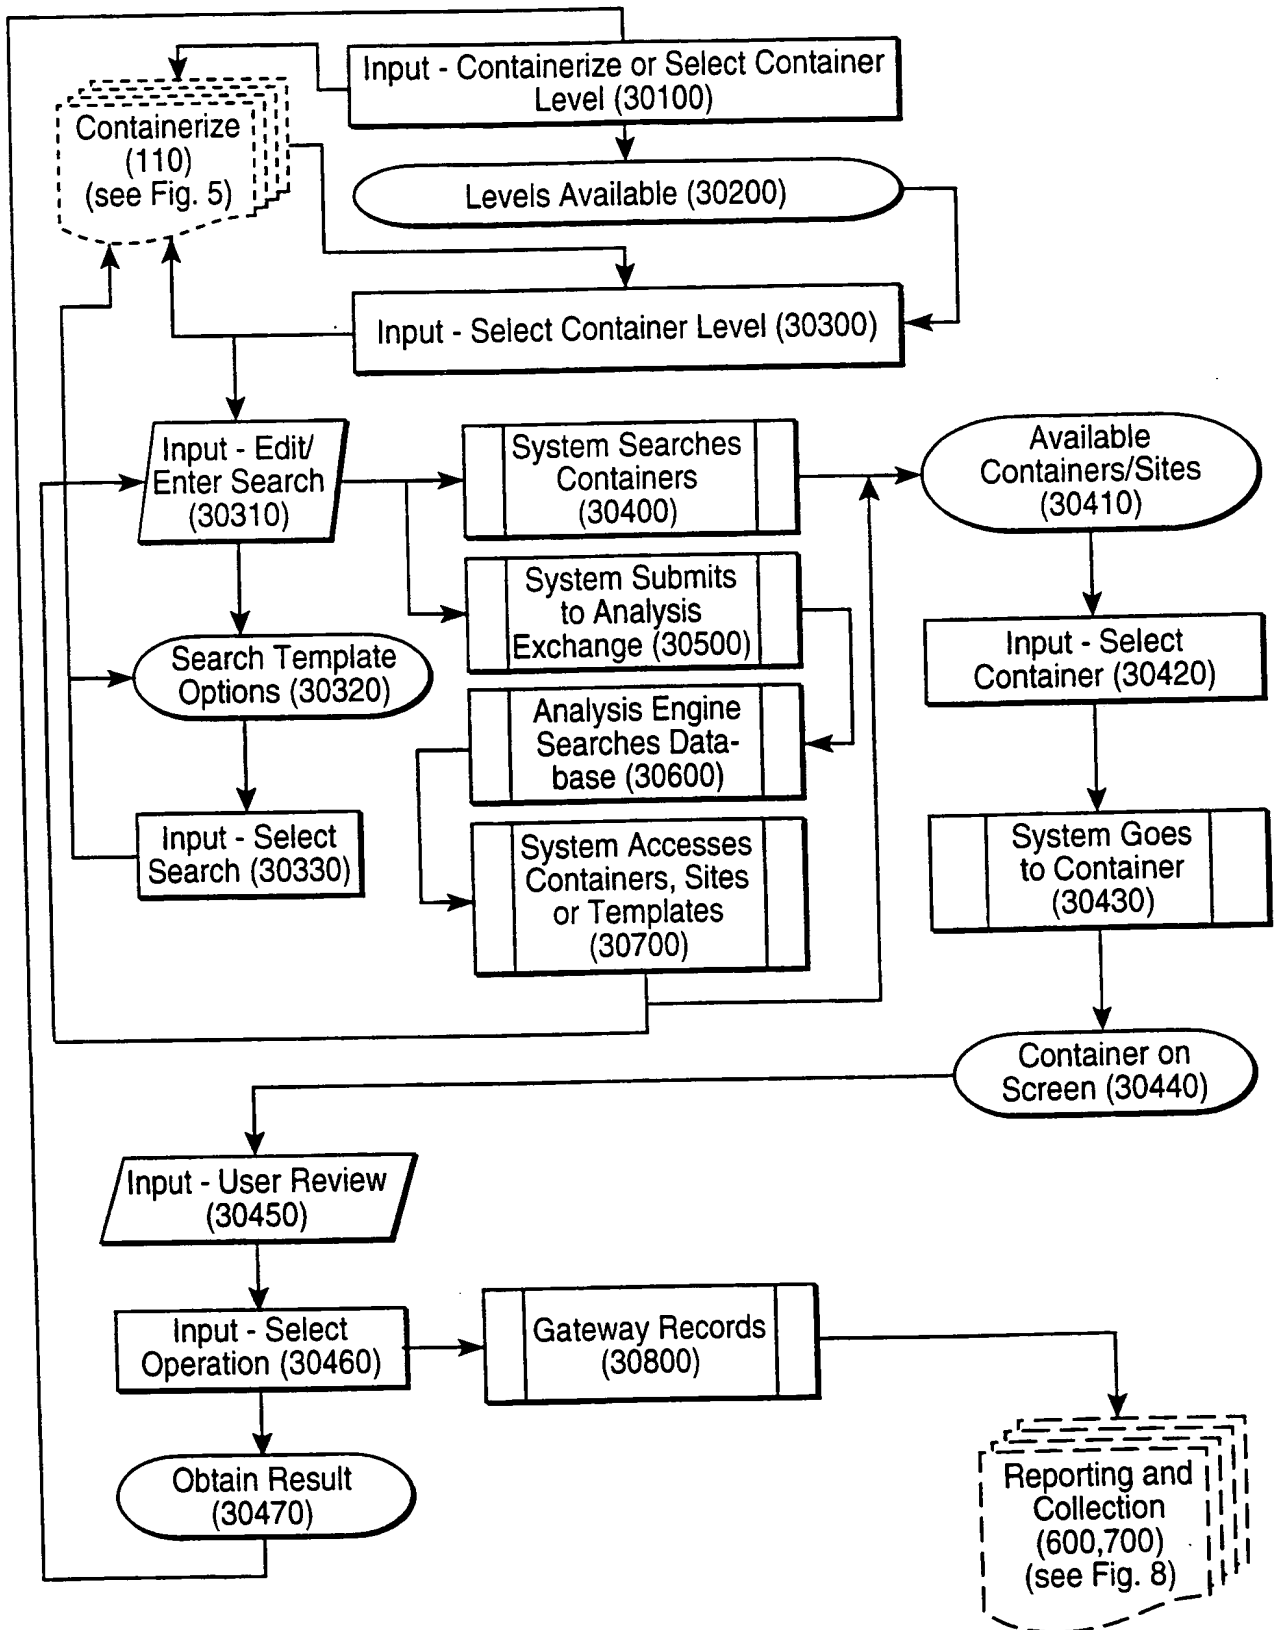 Input - Containerize or Select Container
Level (30100)
Containerize
(110)
(see Fig. 5)
Levels Available (30200)
Input - Select Container Level (30300)
Input - Edit/
Enter Search
(30310)
System Searches
Containers
(30400)
Available
Containers/Sites
(30410)
System Submits
to Analysis
Exchange (30500)
Input - Select
Container (30420)
Search Template
Options (30320)
Analysis Engine
Searches Data-
base (30600)
Input - Select
Search (30330)
System Accesses
Containers, Sites
or Templates
(30700)
System Goes
to Container
(30430)
Container on
Screen (30440)
Input - User Review
(30450)
Input - Select
Operation (30460)
Gateway Records
(30800)
Obtain Result
(30470)
Reporting and
Collection
(600,700)
(see Fig. 8)